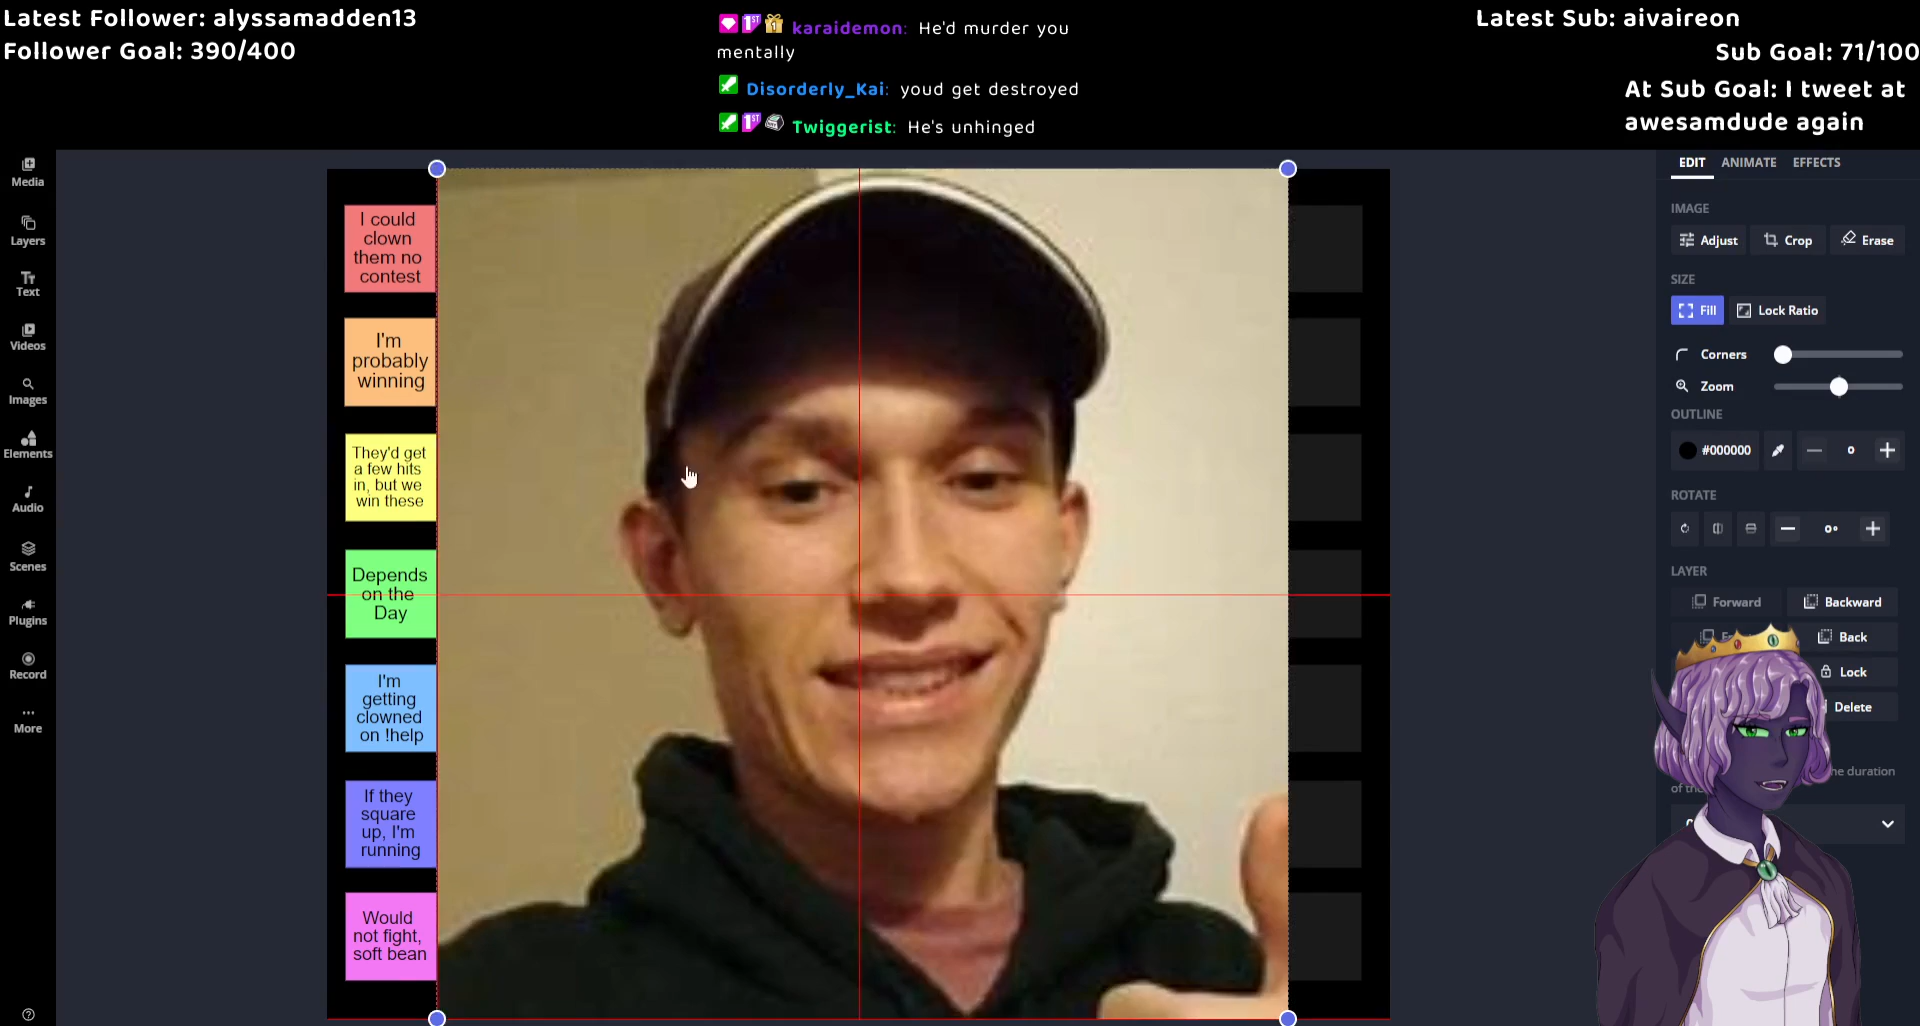 Latest Follower: alyssamadden13
Follower Goal: 390/400
karaidemon: He'd murder you
mentally
Disorderly_Kai: youd get destroyed
Twiggerist: He's unhinged
Latest Sub: aivaireon
Sub Goal: 71/100
At Sub Goal: I tweet at
awesamdude again
Media
Layers
Text
Videos
Images
Elements
Audio
Scenes
Plugins
Record
More
I could
clown
them no
contest
I'm
probably
winning
They'd get
a few hits
in, but we
win these
Depends
on the
Day
I'm
getting
clowned
on !help
If they
square
up, I'm
running
Would
not fight,
soft bean
EDIT ANIMATE EFFECTS
IMAGE
Adjust Crop Erase
SIZE
Fill Lock Ratio
Corners
Zoom
OUTLINE
#000000 0
ROTATE
0°
LAYER
Forward Backward
Back
Lock
Delete
he duration
of th